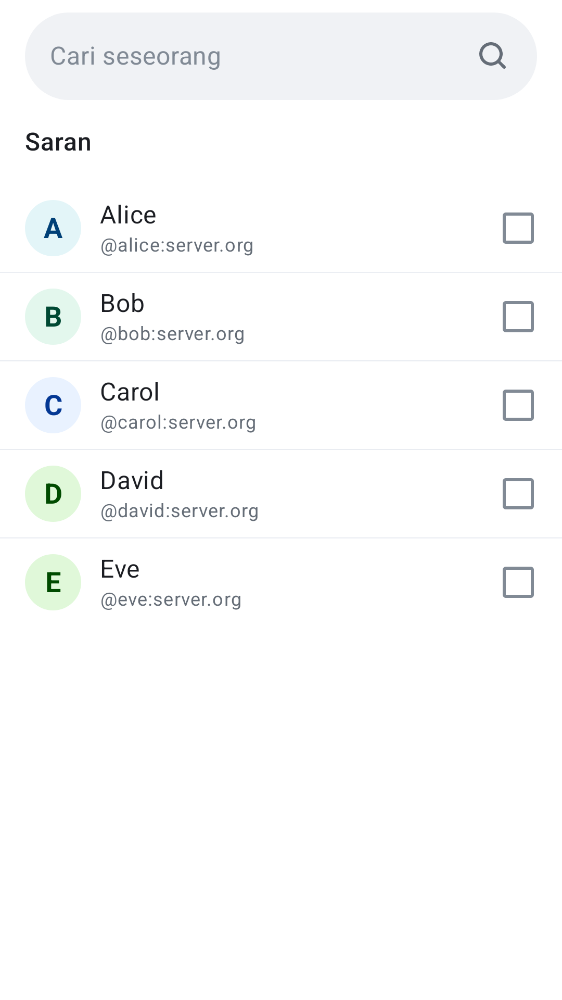 Cari seseorang
Saran
A
Alice
@alice:server.org
B
Bob
@bob:server.org
C
Carol
@carol:server.org
D
David
@david:server.org
E
Eve
@eve:server.org